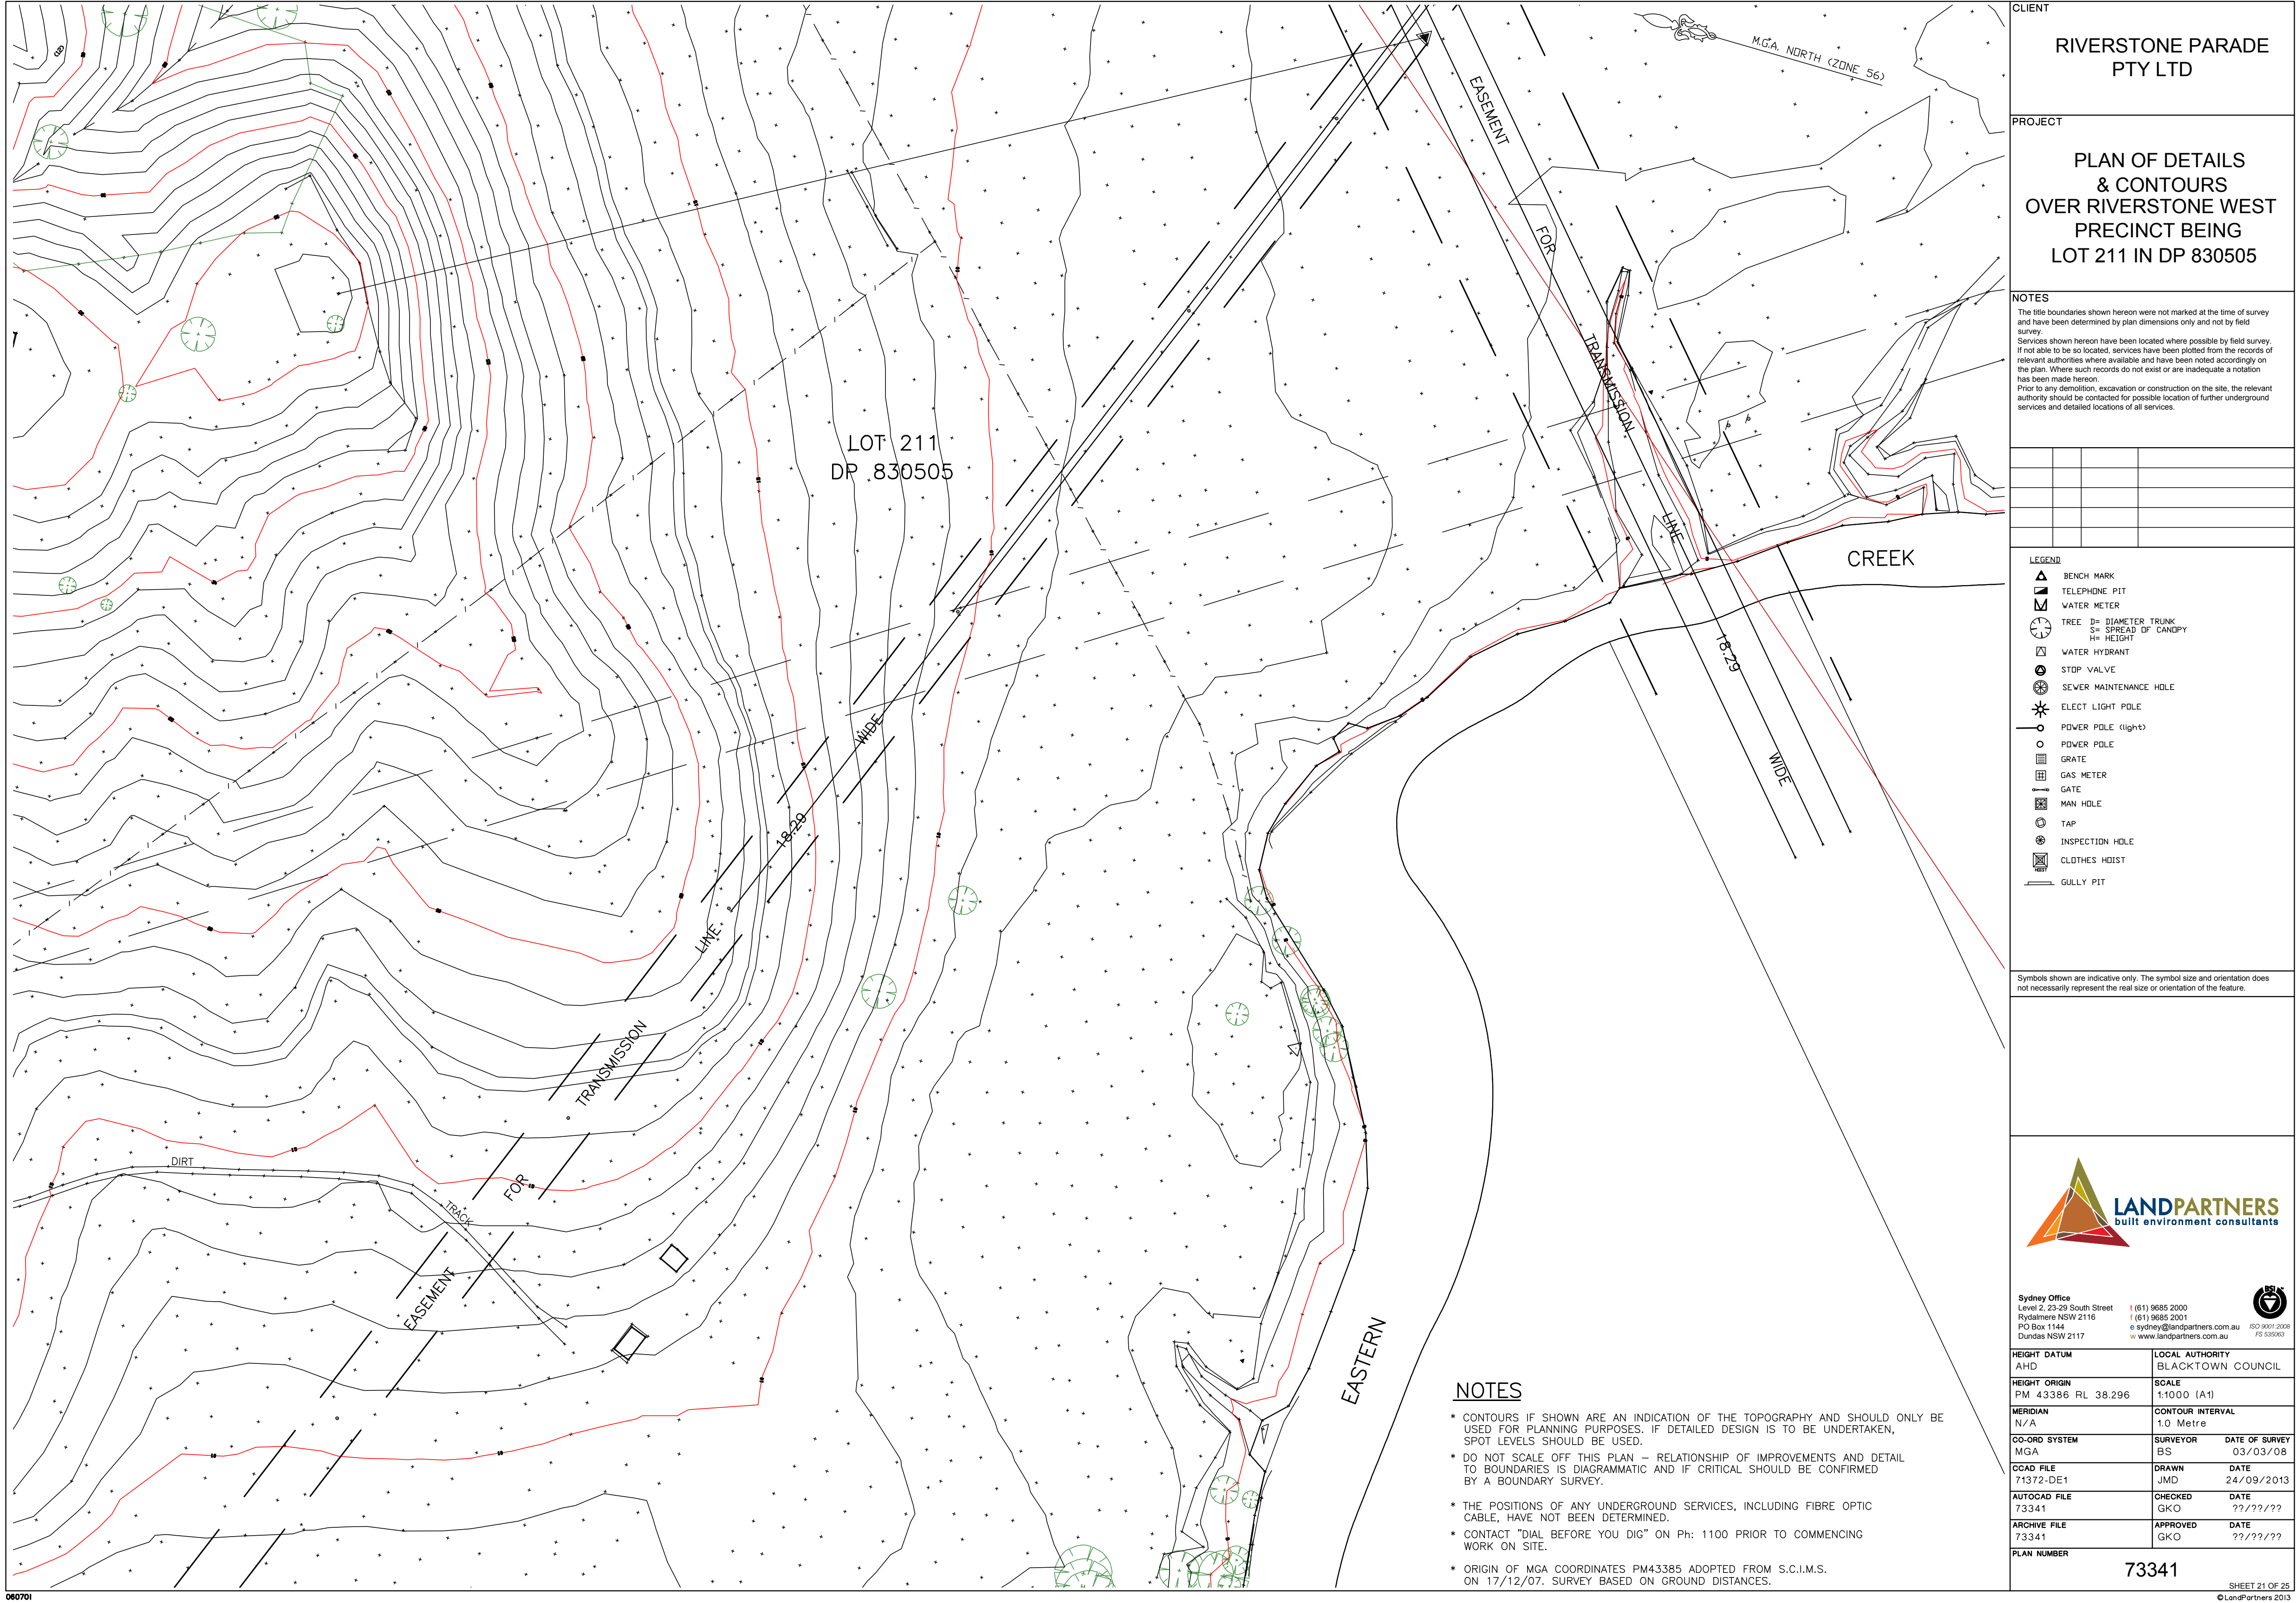 M.G.A. NORTH (ZONE 56)
EASEMENT
FOR
TRANSMISSION
LINE
18.29
WIDE
LOT 211
DP 830505
CREEK
WIDE
18.29
LINE
TRANSMISSION
FOR
EASEMENT
DIRT
TRACK
EASTERN
NOTES
* CONTOURS IF SHOWN ARE AN INDICATION OF THE TOPOGRAPHY AND SHOULD ONLY BE
USED FOR PLANNING PURPOSES. IF DETAILED DESIGN IS TO BE UNDERTAKEN,
SPOT LEVELS SHOULD BE USED.
* DO NOT SCALE OFF THIS PLAN – RELATIONSHIP OF IMPROVEMENTS AND DETAIL
TO BOUNDARIES IS DIAGRAMMATIC AND IF CRITICAL SHOULD BE CONFIRMED
BY A BOUNDARY SURVEY.
* THE POSITIONS OF ANY UNDERGROUND SERVICES, INCLUDING FIBRE OPTIC
CABLE, HAVE NOT BEEN DETERMINED.
* CONTACT "DIAL BEFORE YOU DIG" ON Ph: 1100 PRIOR TO COMMENCING
WORK ON SITE.
* ORIGIN OF MGA COORDINATES PM43385 ADOPTED FROM S.C.I.M.S.
ON 17/12/07. SURVEY BASED ON GROUND DISTANCES.
CLIENT
RIVERSTONE PARADE
PTY LTD
PROJECT
PLAN OF DETAILS
& CONTOURS
OVER RIVERSTONE WEST
PRECINCT BEING
LOT 211 IN DP 830505
NOTES
The title boundaries shown hereon were not marked at the time of survey
and have been determined by plan dimensions only and not by field
survey.
Services shown hereon have been located where possible by field survey.
If not able to be so located, services have been plotted from the records of
relevant authorities where available and have been noted accordingly on
the plan. Where such records do not exist or are inadequate a notation
has been made hereon.
Prior to any demolition, excavation or construction on the site, the relevant
authority should be contacted for possible location of further underground
services and detailed locations of all services.
LEGEND
BENCH MARK
TELEPHONE PIT
WATER METER
TREE D= DIAMETER TRUNK
S= SPREAD OF CANOPY
H= HEIGHT
WATER HYDRANT
STOP VALVE
SEWER MAINTENANCE HOLE
ELECT LIGHT POLE
POWER POLE (light)
POWER POLE
GRATE
GAS METER
GATE
MAN HOLE
TAP
INSPECTION HOLE
CLOTHES HOIST
HOIST
GULLY PIT
Symbols shown are indicative only. The symbol size and orientation does
not necessarily represent the real size or orientation of the feature.
LANDPARTNERS
built environment consultants
Sydney Office
Level 2, 23-29 South Street t (61) 9685 2000
Rydalmere NSW 2116 f (61) 9685 2001
PO Box 1144 e sydney@landpartners.com.au
Dundas NSW 2117 w www.landpartners.com.au
BSI
ISO 9001:2008
FS 535063
HEIGHT DATUM LOCAL AUTHORITY
AHD BLACKTOWN COUNCIL
HEIGHT ORIGIN SCALE
PM 43386 RL 38.296 1:1000 (A1)
MERIDIAN CONTOUR INTERVAL
N/A 1.0 Metre
CO-ORD SYSTEM SURVEYOR DATE OF SURVEY
MGA BS 03/03/08
CCAD FILE DRAWN DATE
71372-DE1 JMD 24/09/2013
AUTOCAD FILE CHECKED DATE
73341 GKO ??/??/??
ARCHIVE FILE APPROVED DATE
73341 GKO ??/??/??
PLAN NUMBER
73341
SHEET 21 OF 25
060701
© LandPartners 2013